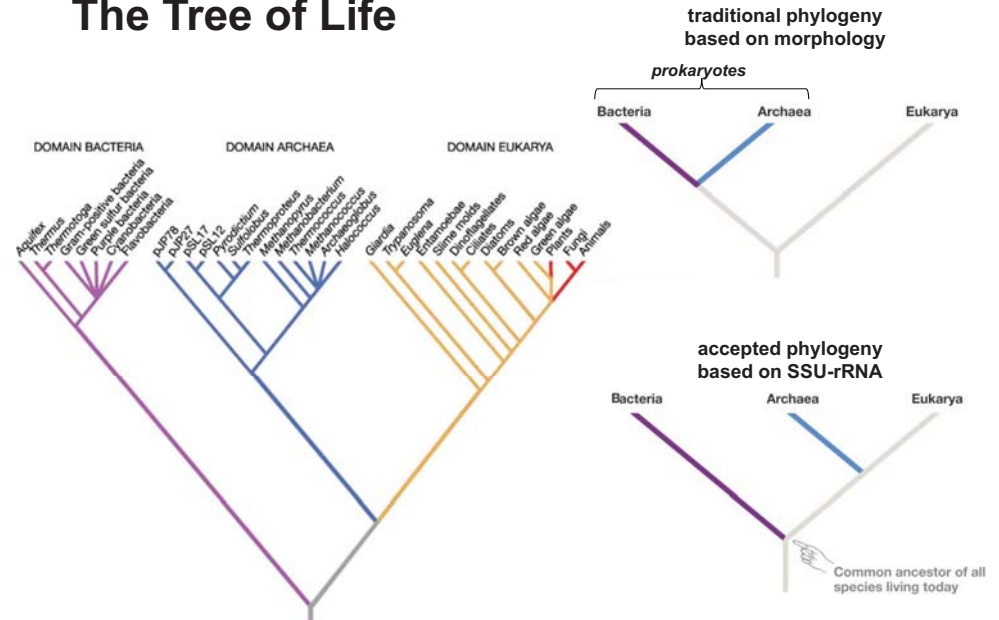 The Tree of Life
DOMAIN BACTERIA
Aquifex
Thermus
Thermotoga
Gram-positive bacteria
Green sulfur bacteria
Purple bacteria
Cyanobacteria
Flavobacteria
DOMAIN ARCHAEA
pJP78
pJP27
pSL17
pSL12
Pyrodictium
Sulfolobus
Thermoproteus
Methanopyrus
Methanobacterium
Thermococcus
Methanococcus
Archaeoglobus
Halococcus
DOMAIN EUKARYA
Giardia
Trypanosoma
Euglena
Entamoebae
Slime molds
Dinoflagellates
Ciliates
Diatoms
Brown algae
Red algae
Green algae
Plants
Fungi
Animals
traditional phylogeny
based on morphology
prokaryotes
Bacteria
Archaea
Eukarya
accepted phylogeny
based on SSU-rRNA
Bacteria
Archaea
Eukarya
Common ancestor of all
species living today